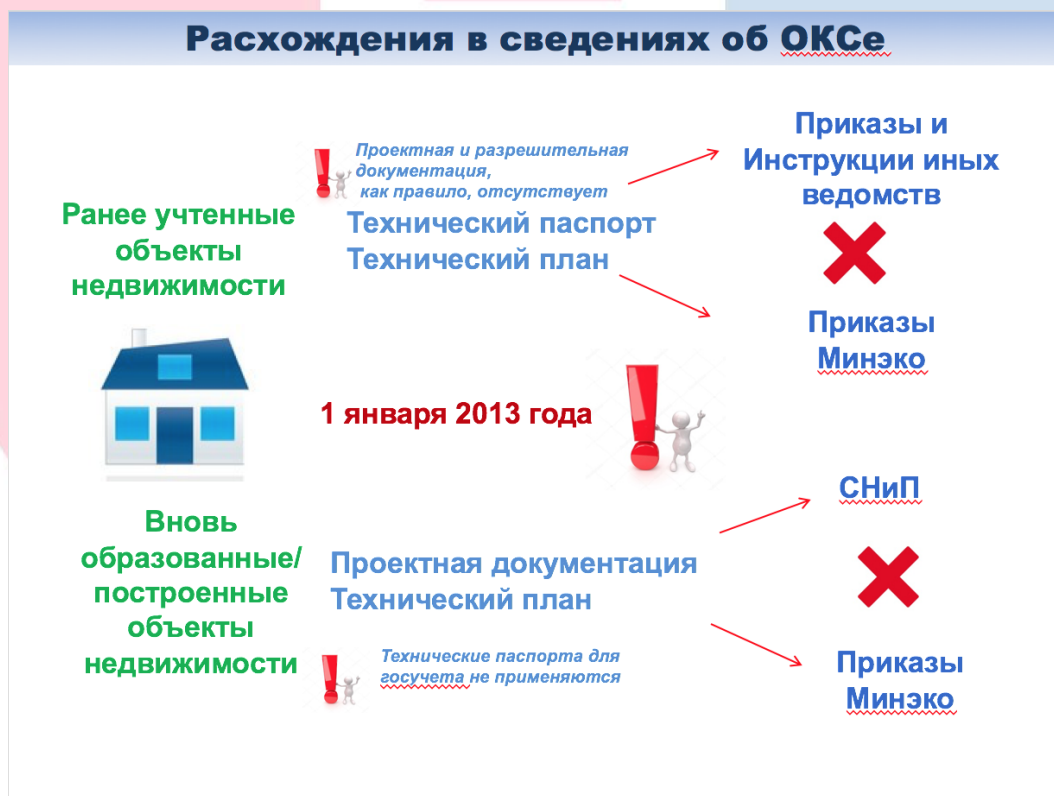 Расхождения в сведениях об ОКСе
Проектная и разрешительная
документация,
как правило, отсутствует
Технический паспорт
Технический план
Приказы и
Инструкции иных
ведомств
Ранее учтенные
объекты
недвижимости
Приказы
Минэко
1 января 2013 года
СНиП
Вновь
образованные/
построенные
объекты
недвижимости
Проектная документация
Технический план
Технические паспорта для
госучета не применяются
Приказы
Минэко